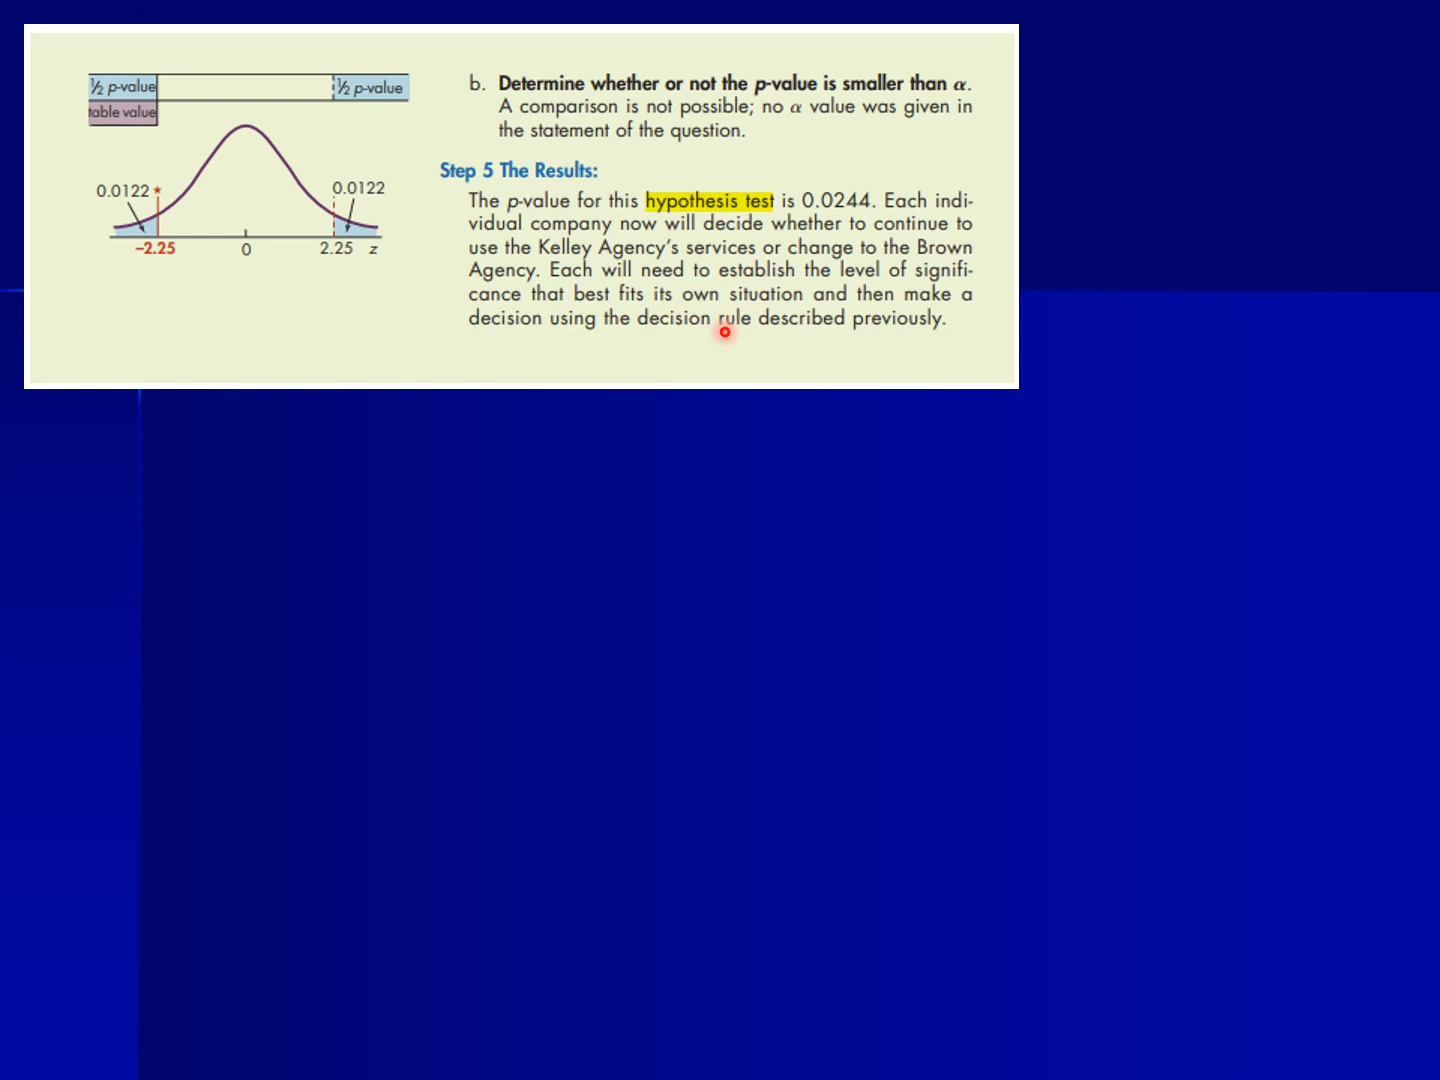 ½ p-value
½ p-value
table value
0.0122
0.0122
–2.25
0
2.25
z
b. Determine whether or not the p-value is smaller than α.
A comparison is not possible; no α value was given in
the statement of the question.
Step 5 The Results:
The p-value for this hypothesis test is 0.0244. Each indi-
vidual company now will decide whether to continue to
use the Kelley Agency’s services or change to the Brown
Agency. Each will need to establish the level of signifi-
cance that best fits its own situation and then make a
decision using the decision rule described previously.